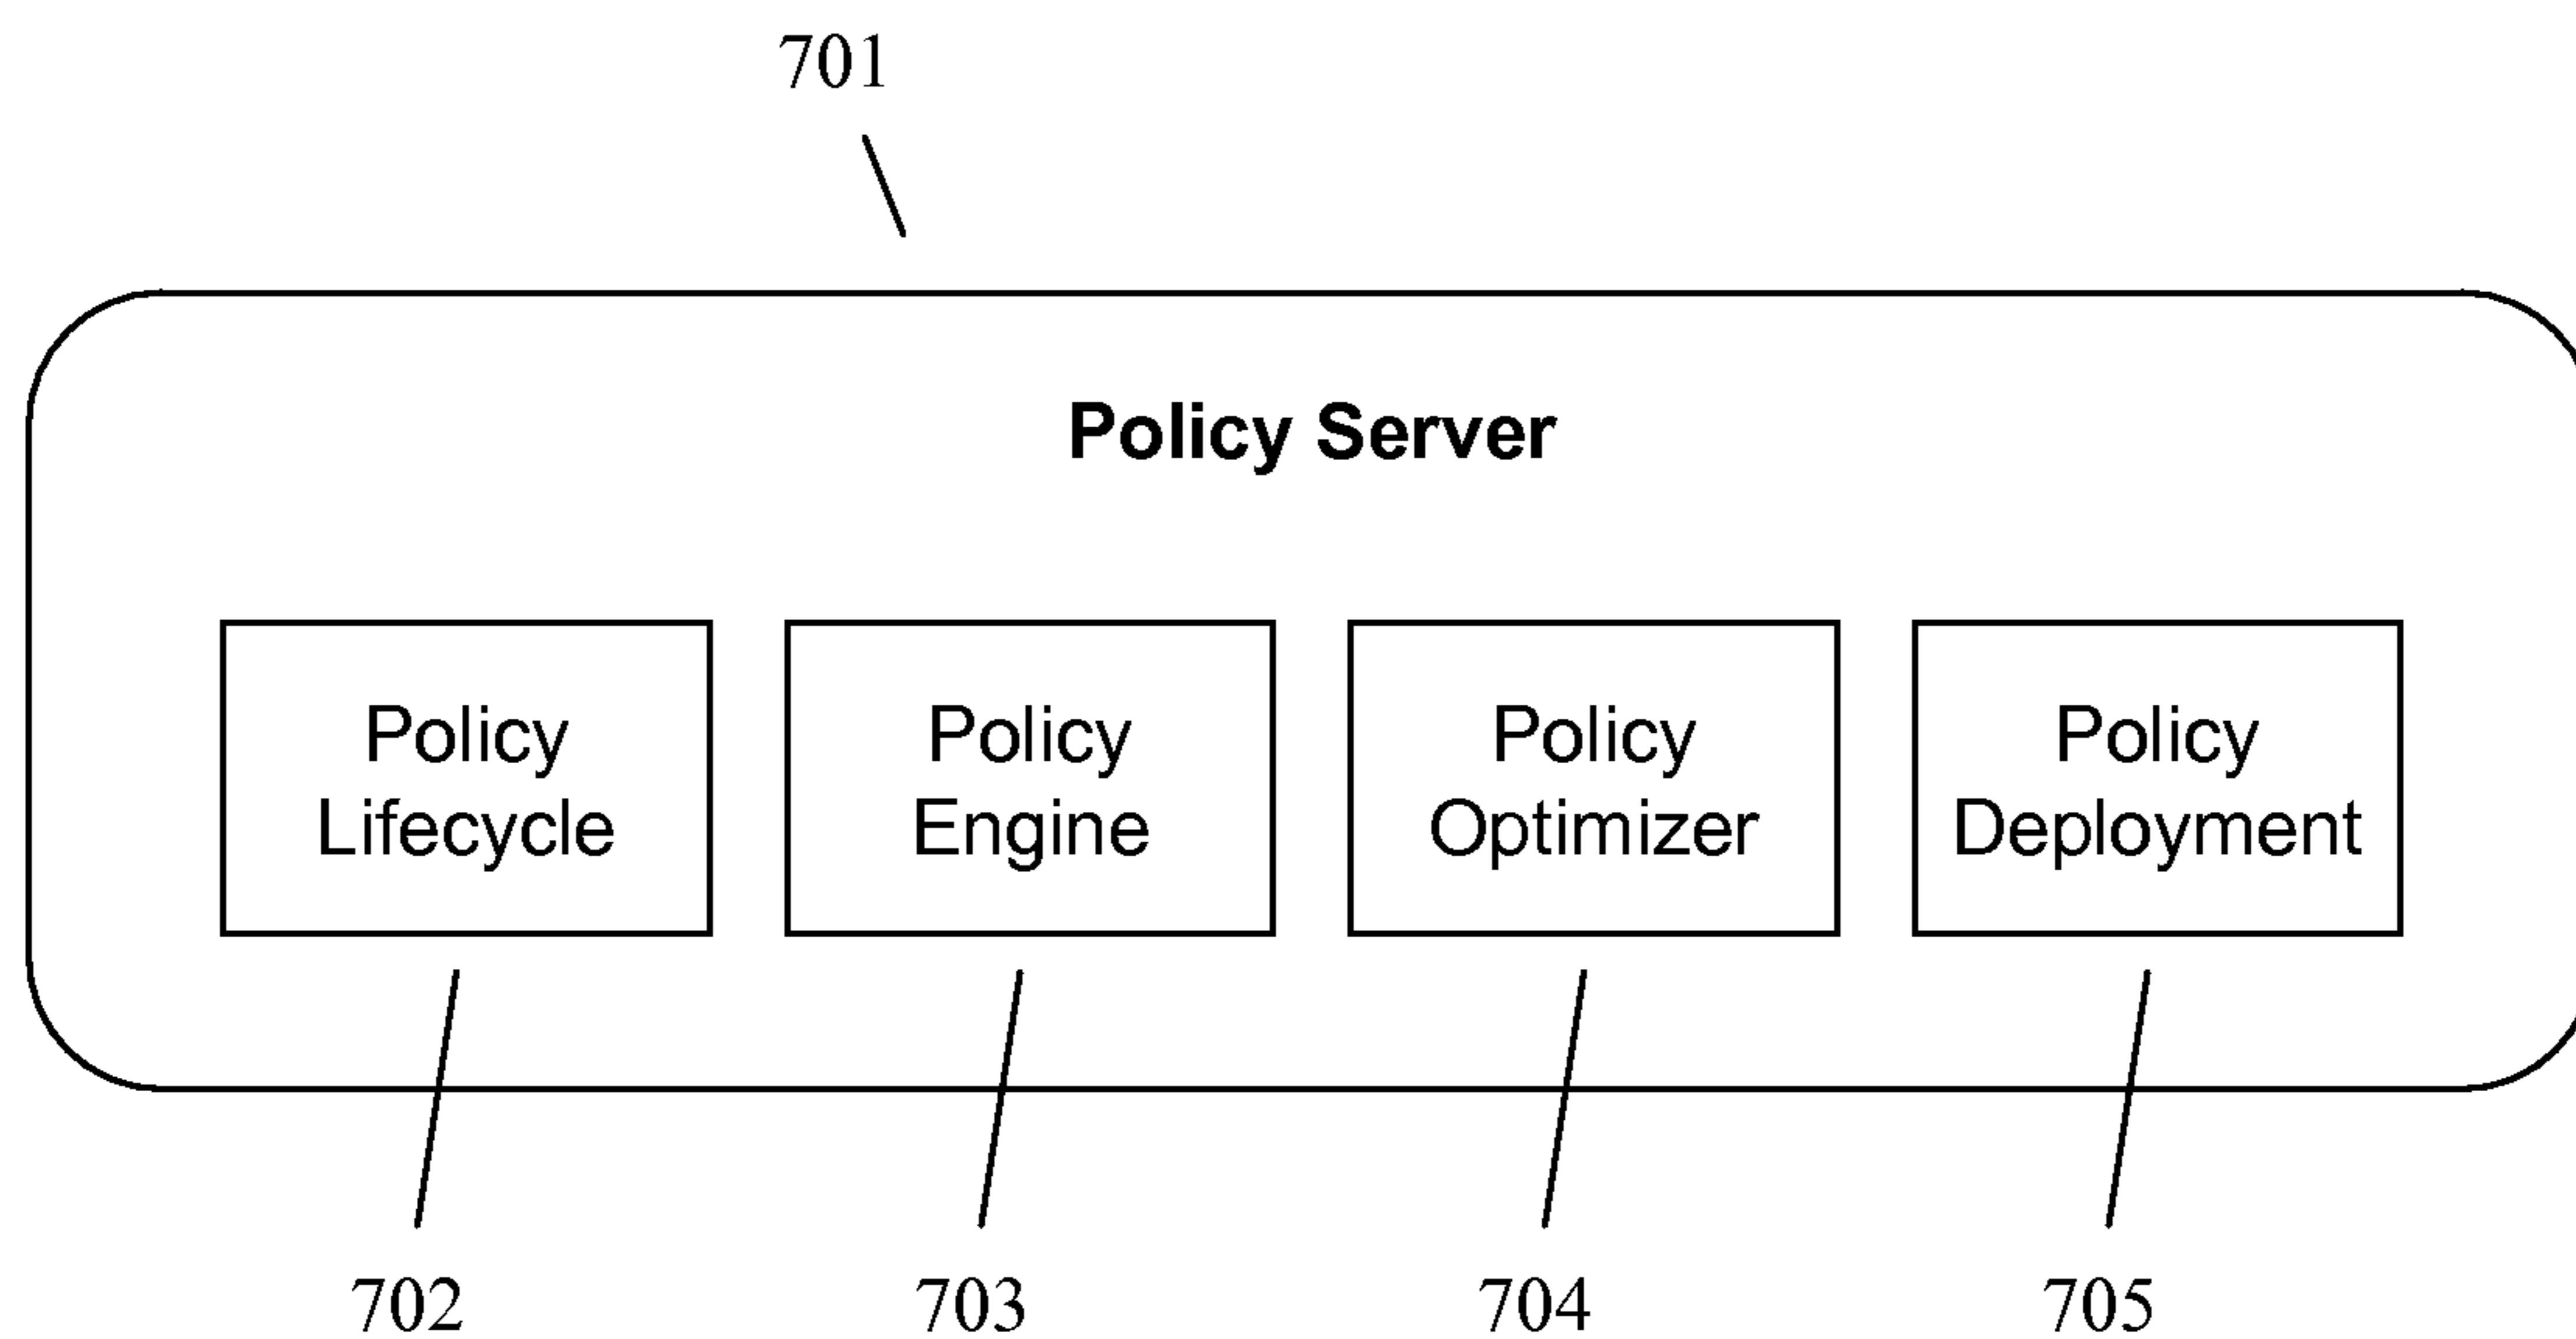 701
Policy Server
Policy
Lifecycle
Policy
Engine
Policy
Optimizer
Policy
Deployment
702
703
704
705